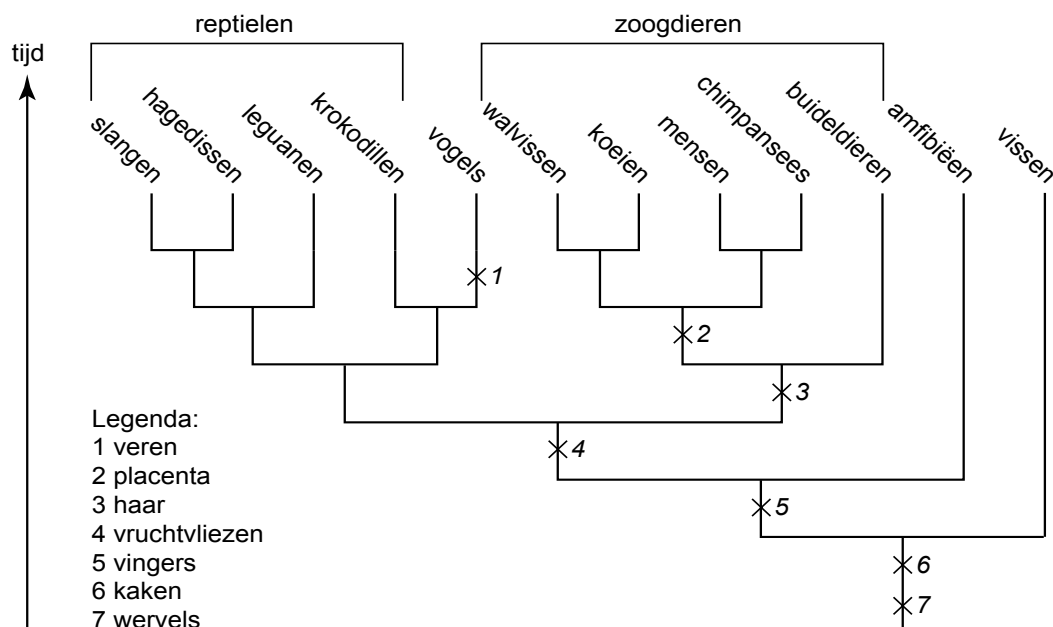 reptielen
zoogdieren
tijd
slangen
hagedissen
leguanen
krokodillen
vogels
walvissen
koeien
mensen
chimpansees
buideldieren
amfibiëen
vissen
1
2
3
4
5
6
7
Legenda:
1 veren
2 placenta
3 haar
4 vruchtvliezen
5 vingers
6 kaken
7 wervels